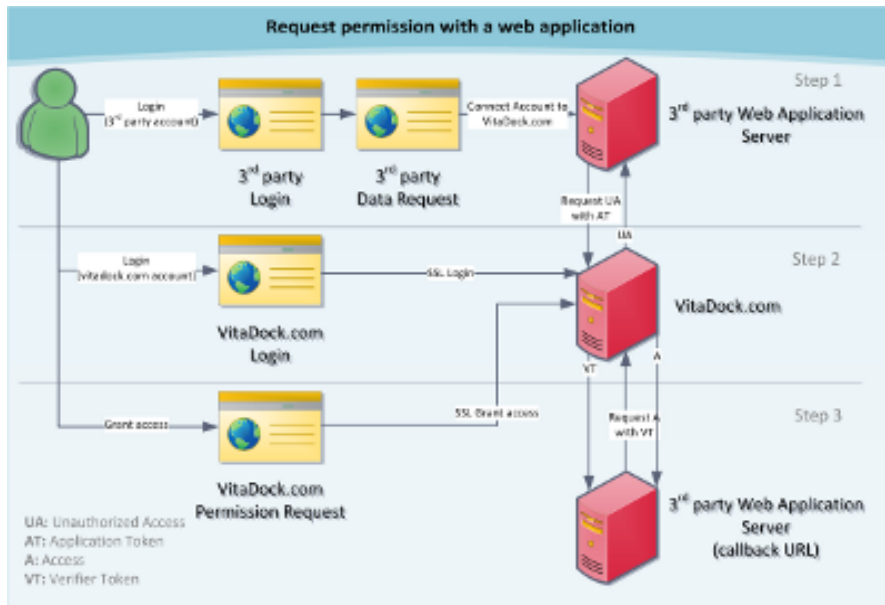 Request permission with a web application
Step 1
Login
(3rd party account)
Connect Account to
VitaDock.com
3rd party Web Application
Server
3rd party
Login
3rd party
Data Request
Request UA
with AT
UA
Step 2
Login
(vitadock.com account)
SSL Login
VitaDock.com
VitaDock.com
Login
VT
A
Step 3
Grant access
SSL Grant access
Request A
with VT
VitaDock.com
Permission Request
3rd party Web Application
Server
(callback URL)
UA: Unauthorized Access
AT: Application Token
A: Access
VT: Verifier Token